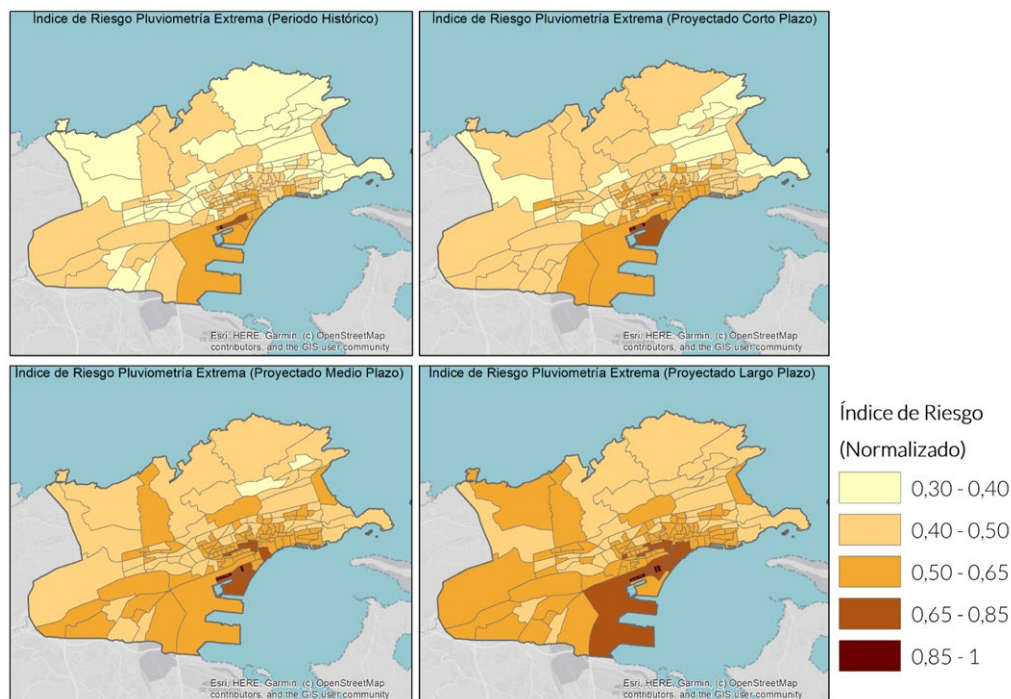 Índice de Riesgo Pluviometría Extrema (Periodo Histórico)
Esri, HERE, Garmin, (c) OpenStreetMap
contributors, and the GIS user community
Índice de Riesgo Pluviometría Extrema (Proyectado Corto Plazo)
Esri, HERE, Garmin, (c) OpenStreetMap
contributors, and the GIS user community
Índice de Riesgo Pluviometría Extrema (Proyectado Medio Plazo)
Esri, HERE, Garmin, (c) OpenStreetMap
contributors, and the GIS user community
Índice de Riesgo Pluviometría Extrema (Proyectado Largo Plazo)
Esri, HERE, Garmin, (c) OpenStreetMap
contributors, and the GIS user community
Índice de Riesgo
(Normalizado)
0,30 - 0,40
0,40 - 0,50
0,50 - 0,65
0,65 - 0,85
0,85 - 1